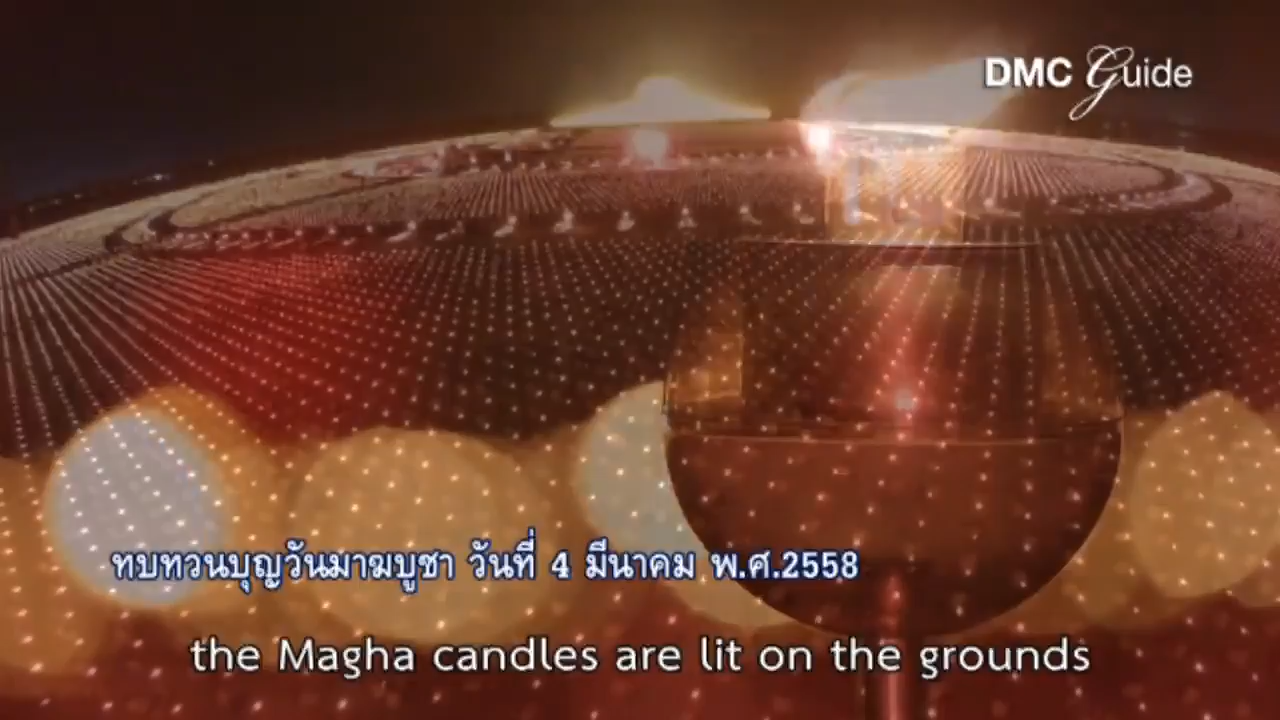 DMC Guide
ทบทวนบุญวันมาฆบูชา วันที่ 4 มีนาคม พ.ศ.2558
the Magha candles are lit on the grounds